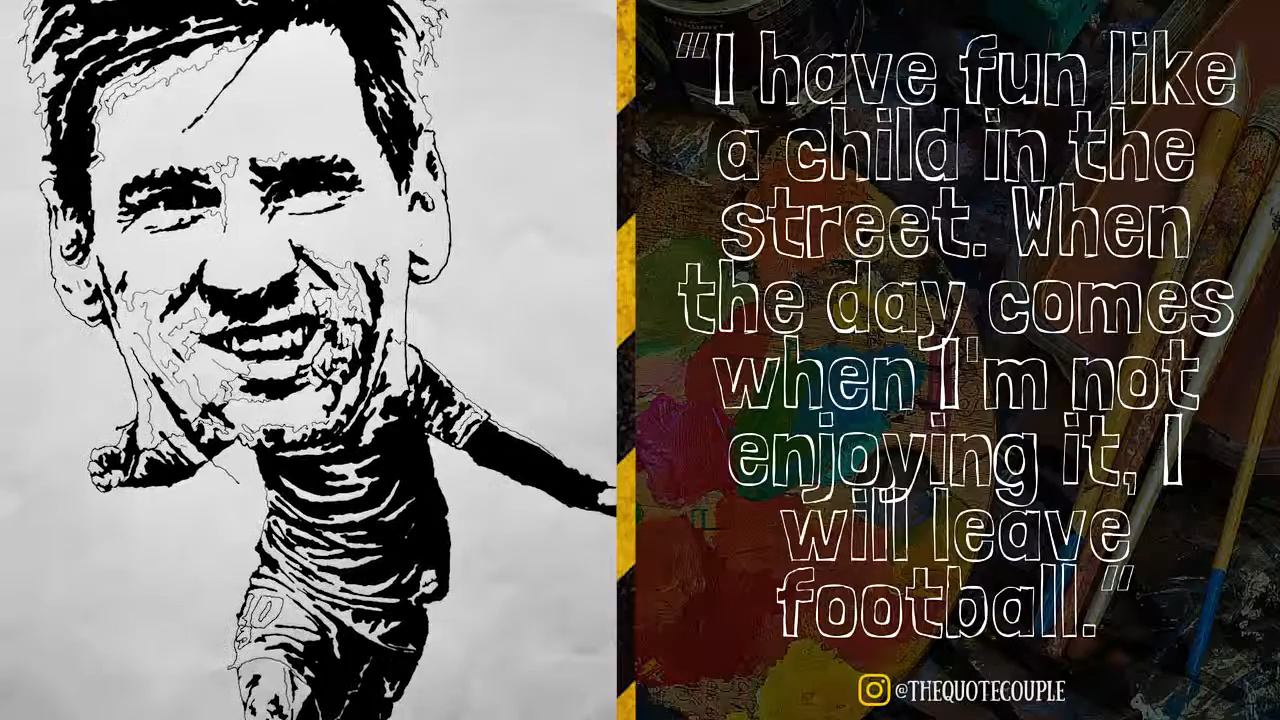 "I have fun like
a child in the
street. When
the day comes
when I'm not
enjoying it, I
will leave
football."
10
@THEQUOTECOUPLE